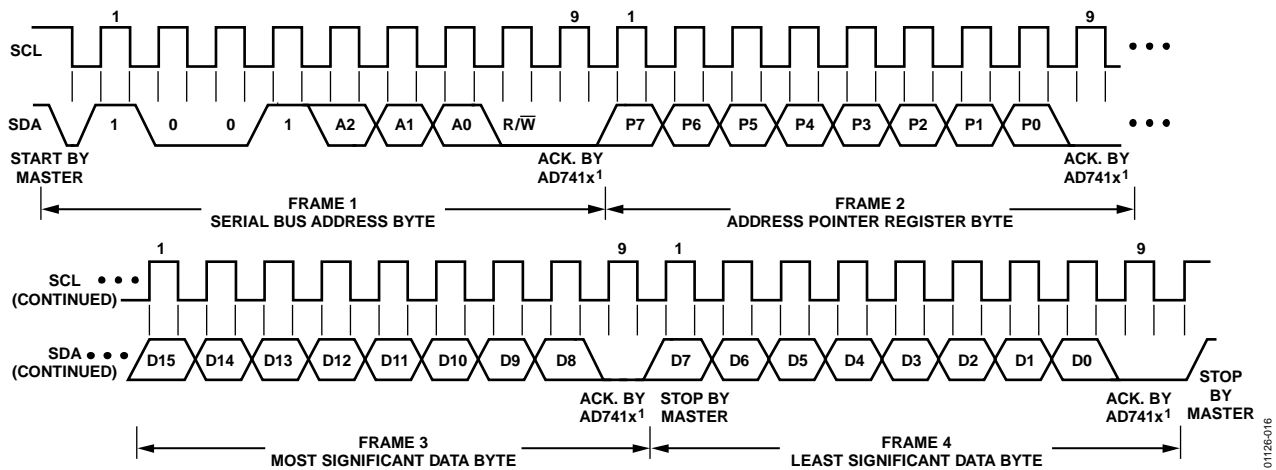 1 9 1 9
SCL
SDA 1 0 0 1 A2 A1 A0 R/W̅ P7 P6 P5 P4 P3 P2 P1 P0
START BY
MASTER
ACK. BY
AD741x¹
ACK. BY
AD741x¹
FRAME 1
SERIAL BUS ADDRESS BYTE
FRAME 2
ADDRESS POINTER REGISTER BYTE
1 9 1 9
SCL
(CONTINUED)
SDA
(CONTINUED)
D15 D14 D13 D12 D11 D10 D9 D8 D7 D6 D5 D4 D3 D2 D1 D0
ACK. BY
AD741x¹
STOP BY
MASTER
ACK. BY
AD741x¹
STOP
BY
MASTER
FRAME 3
MOST SIGNIFICANT DATA BYTE
FRAME 4
LEAST SIGNIFICANT DATA BYTE
01126-016